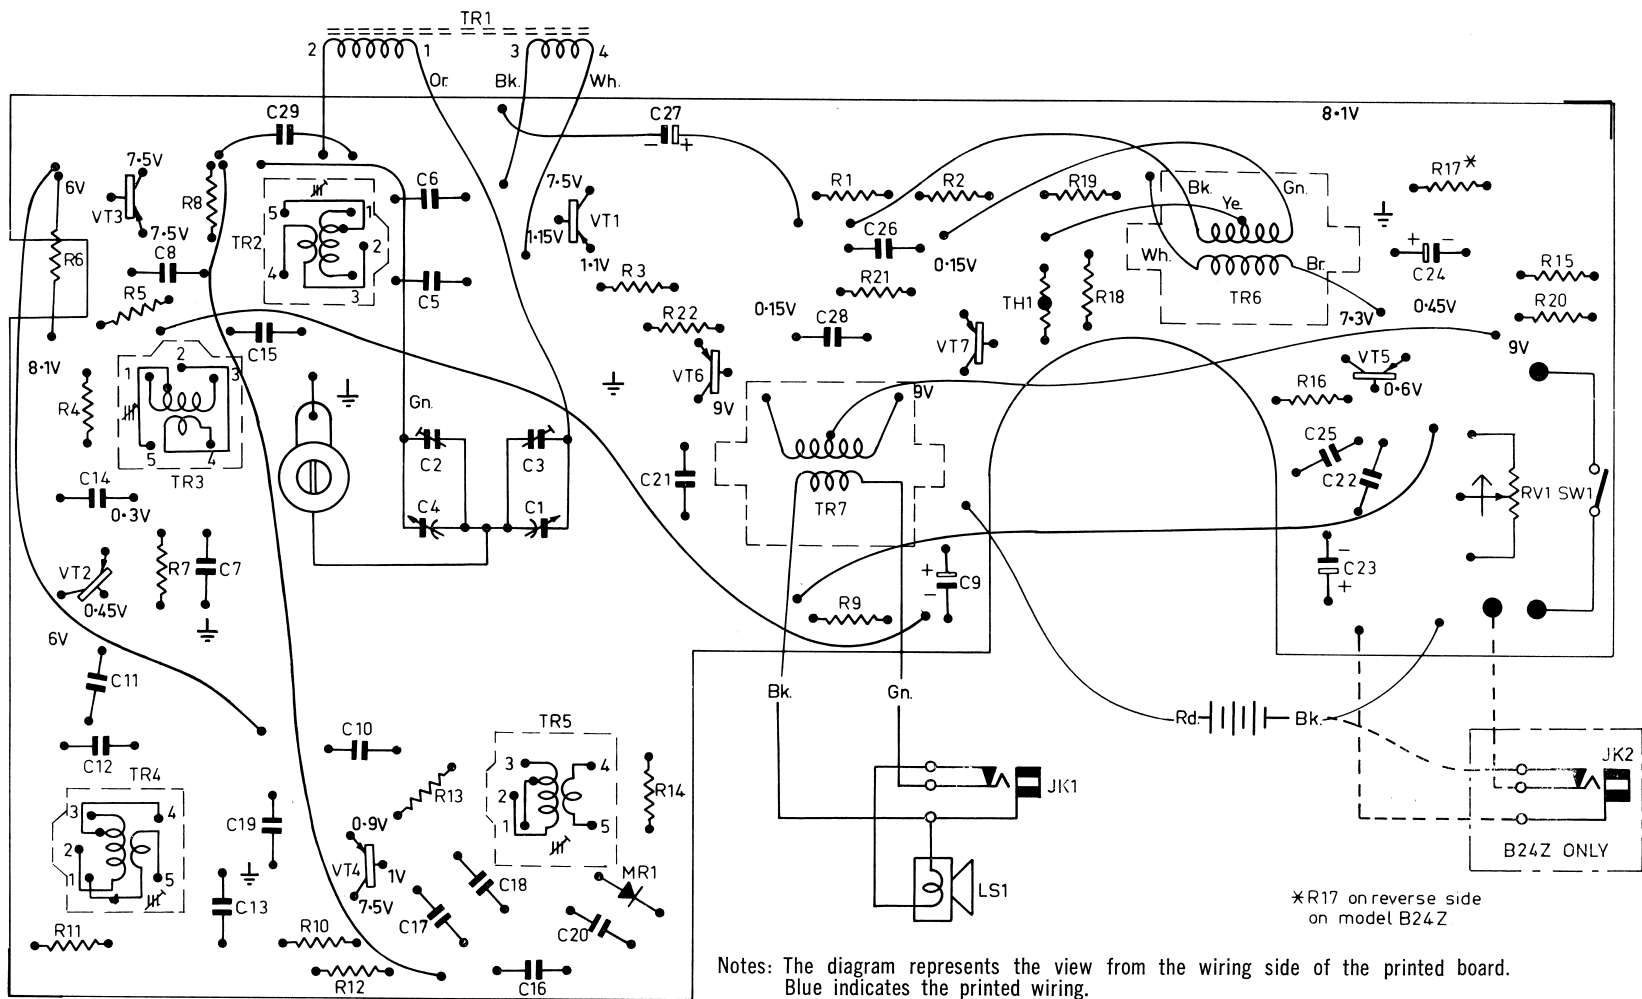 TR1
2 1 3 4
Or. Bk. Wh.
C29 C27 8·1V
- +
7·5V 6V VT3 R8 7·5V
C6 7·5V VT1 1·15V 1·1V
R1 R2 R19 R17*
Bk. Gn. Ye. Wh. Br. TR6
TR2 5 1 2 4 3
C26 0·15V R21
+ - C24 0·45V
R15
R20
R6 C8 R5 C5 R3
0·15V C28 R22 VT6 9V
TH1 R18 VT7 7·3V
9V
8·1V C15
1 2 3 5 4
TR3
R4
VT5 0·6V R16
Gn.
9V
C2 C3
C4 C1
C21 TR7
C25 C22
RV1 SW1
C14 0·3V
VT2 0·45V R7 C7
6V
+ C9 -
R9
- C23 +
C11
C12
Bk. Gn.
Rd. Bk.
C10
TR5
3 4 2 1 5
R13 R14
JK1
JK2
B24Z ONLY
TR4
3 4 2 1 5
C19
0·9V VT4 1V 7·5V
C18 MR1
C17 C20
LS1
C13
R11 R10
R12 C16
*R17 on reverse side
on model B24Z
Notes: The diagram represents the view from the wiring side of the printed board.
Blue indicates the printed wiring.